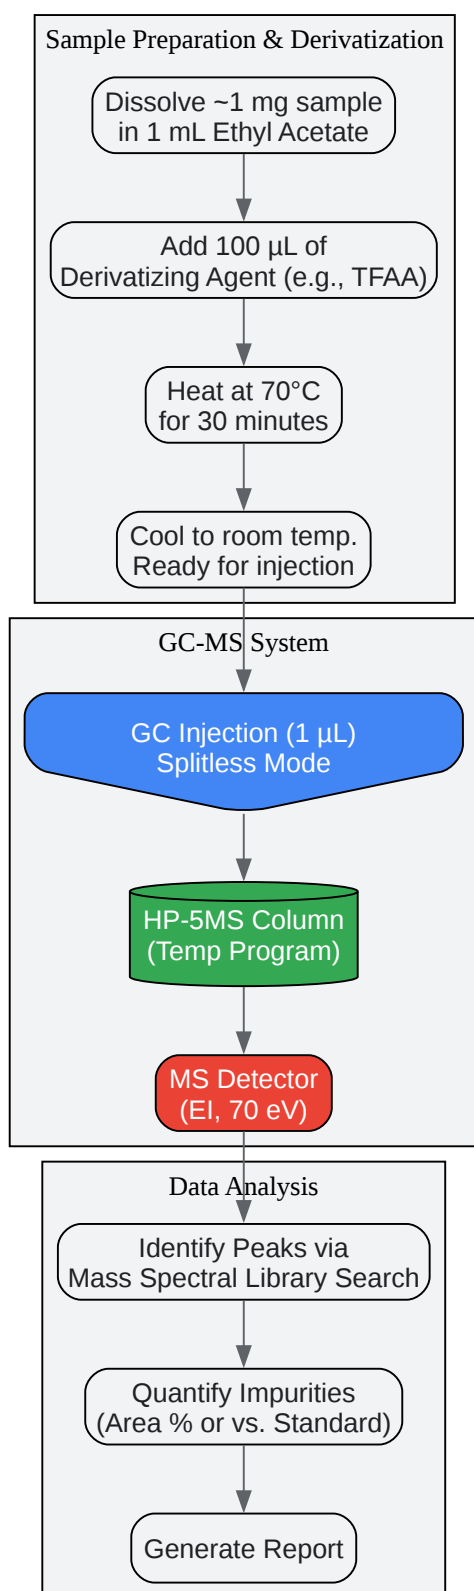 Sample Preparation & Derivatization
Dissolve ~1 mg sample
in 1 mL Ethyl Acetate
Add 100 µL of
Derivatizing Agent (e.g., TFAA)
Heat at 70°C
for 30 minutes
Cool to room temp.
Ready for injection
GC-MS System
GC Injection (1 µL)
Splitless Mode
HP-5MS Column
(Temp Program)
MS Detector
(EI, 70 eV)
Data Analysis
Identify Peaks via
Mass Spectral Library Search
Quantify Impurities
(Area % or vs. Standard)
Generate Report